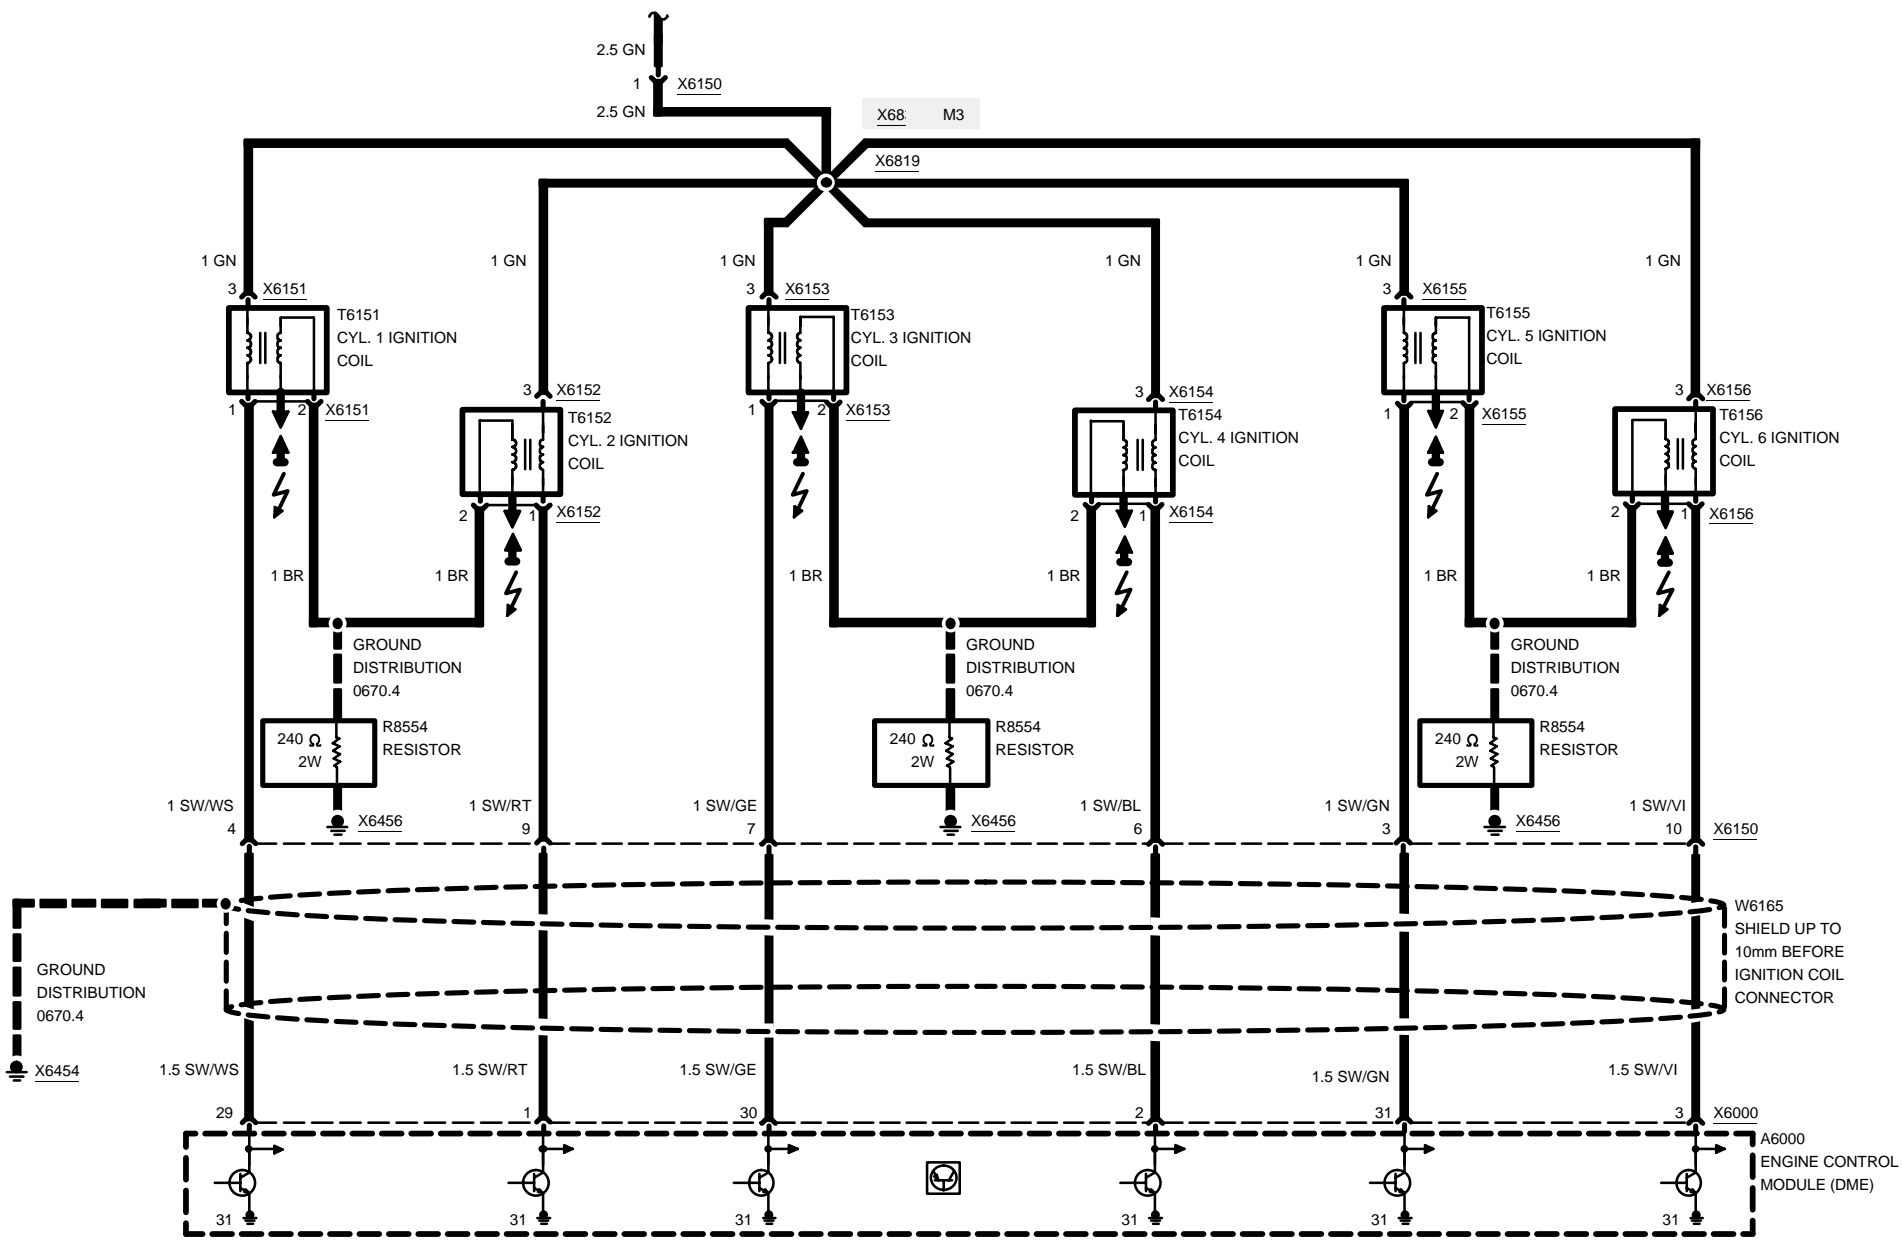 2.5 GN
1 X6150
2.5 GN
X68 M3
X6819
1 GN 1 GN 1 GN 1 GN 1 GN 1 GN
3 X6151 3 X6153 3 X6155
T6151
CYL. 1 IGNITION
COIL
T6153
CYL. 3 IGNITION
COIL
T6155
CYL. 5 IGNITION
COIL
3 X6152 3 X6154 3 X6156
1 2 X6151 1 2 X6153 1 2 X6155
T6152
CYL. 2 IGNITION
COIL
T6154
CYL. 4 IGNITION
COIL
T6156
CYL. 6 IGNITION
COIL
2 1 X6152 2 1 X6154 2 1 X6156
1 BR 1 BR 1 BR 1 BR 1 BR 1 BR
GROUND
DISTRIBUTION
0670.4
GROUND
DISTRIBUTION
0670.4
GROUND
DISTRIBUTION
0670.4
240 Ω
2W
R8554
RESISTOR
240 Ω
2W
R8554
RESISTOR
240 Ω
2W
R8554
RESISTOR
X6456 X6456 X6456
1 SW/WS 1 SW/RT 1 SW/GE 1 SW/BL 1 SW/GN 1 SW/VI
4 9 7 6 3 10 X6150
W6165
SHIELD UP TO
10mm BEFORE
IGNITION COIL
CONNECTOR
GROUND
DISTRIBUTION
0670.4
X6454
1.5 SW/WS 1.5 SW/RT 1.5 SW/GE 1.5 SW/BL 1.5 SW/GN 1.5 SW/VI
29 1 30 2 31 3 X6000
A6000
ENGINE CONTROL
MODULE (DME)
31 31 31 31 31 31